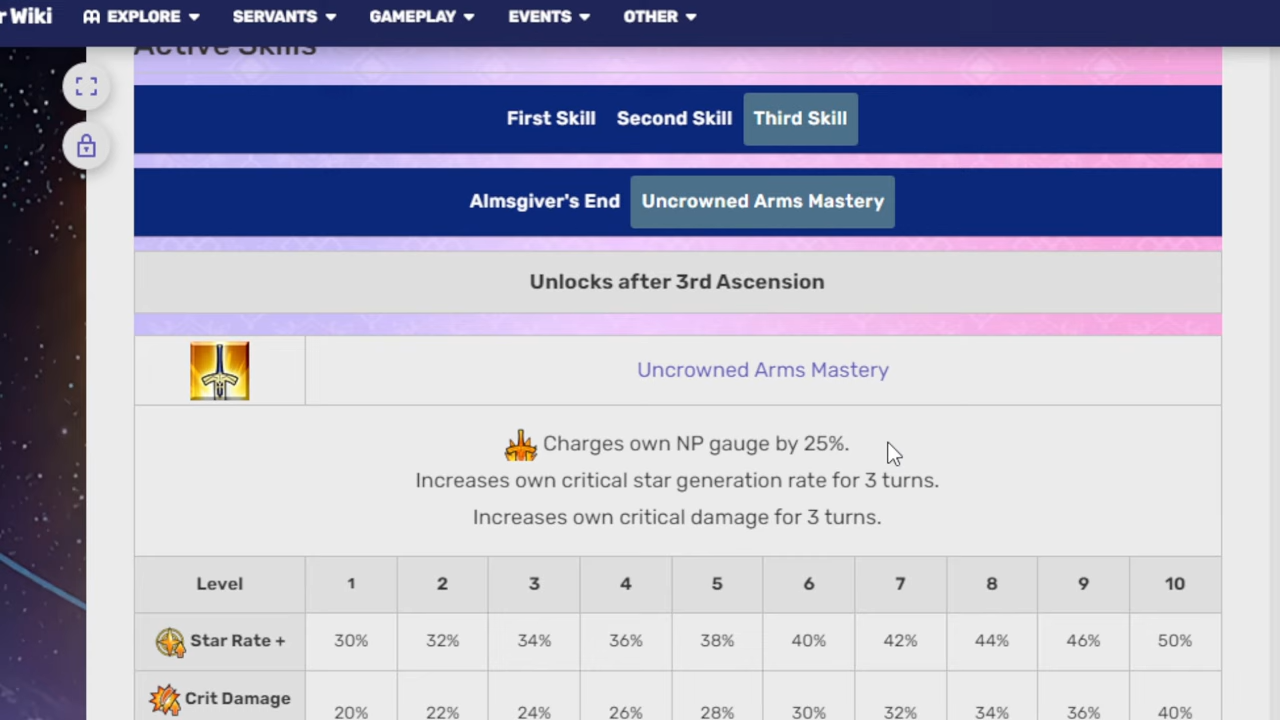 r Wiki EXPLORE SERVANTS GAMEPLAY EVENTS OTHER
Active Skills
First Skill Second Skill Third Skill
Almsgiver's End Uncrowned Arms Mastery
Unlocks after 3rd Ascension
Uncrowned Arms Mastery
Charges own NP gauge by 25%.
Increases own critical star generation rate for 3 turns.
Increases own critical damage for 3 turns.
Level 1 2 3 4 5 6 7 8 9 10
Star Rate + 30% 32% 34% 36% 38% 40% 42% 44% 46% 50%
Crit Damage 20% 22% 24% 26% 28% 30% 32% 34% 36% 40%